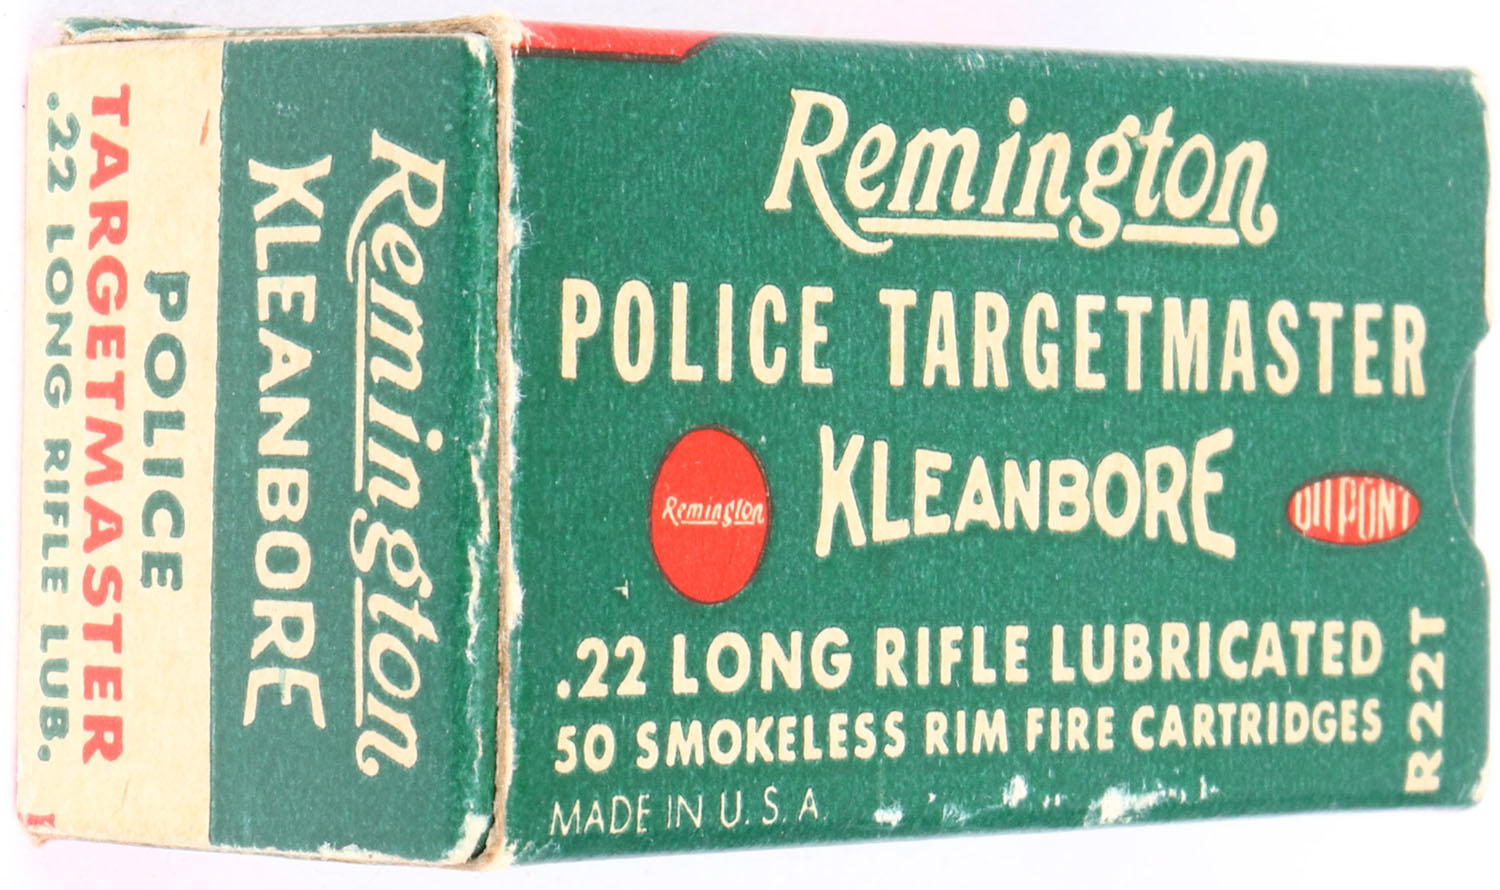 Remington
POLICE TARGETMASTER
Remington
KLEANBORE
DU PONT
.22 LONG RIFLE LUBRICATED
50 SMOKELESS RIM FIRE CARTRIDGES
MADE IN U.S.A.
R22T
Remington
KLEANBORE
POLICE
TARGETMASTER
.22 LONG RIFLE LUB.